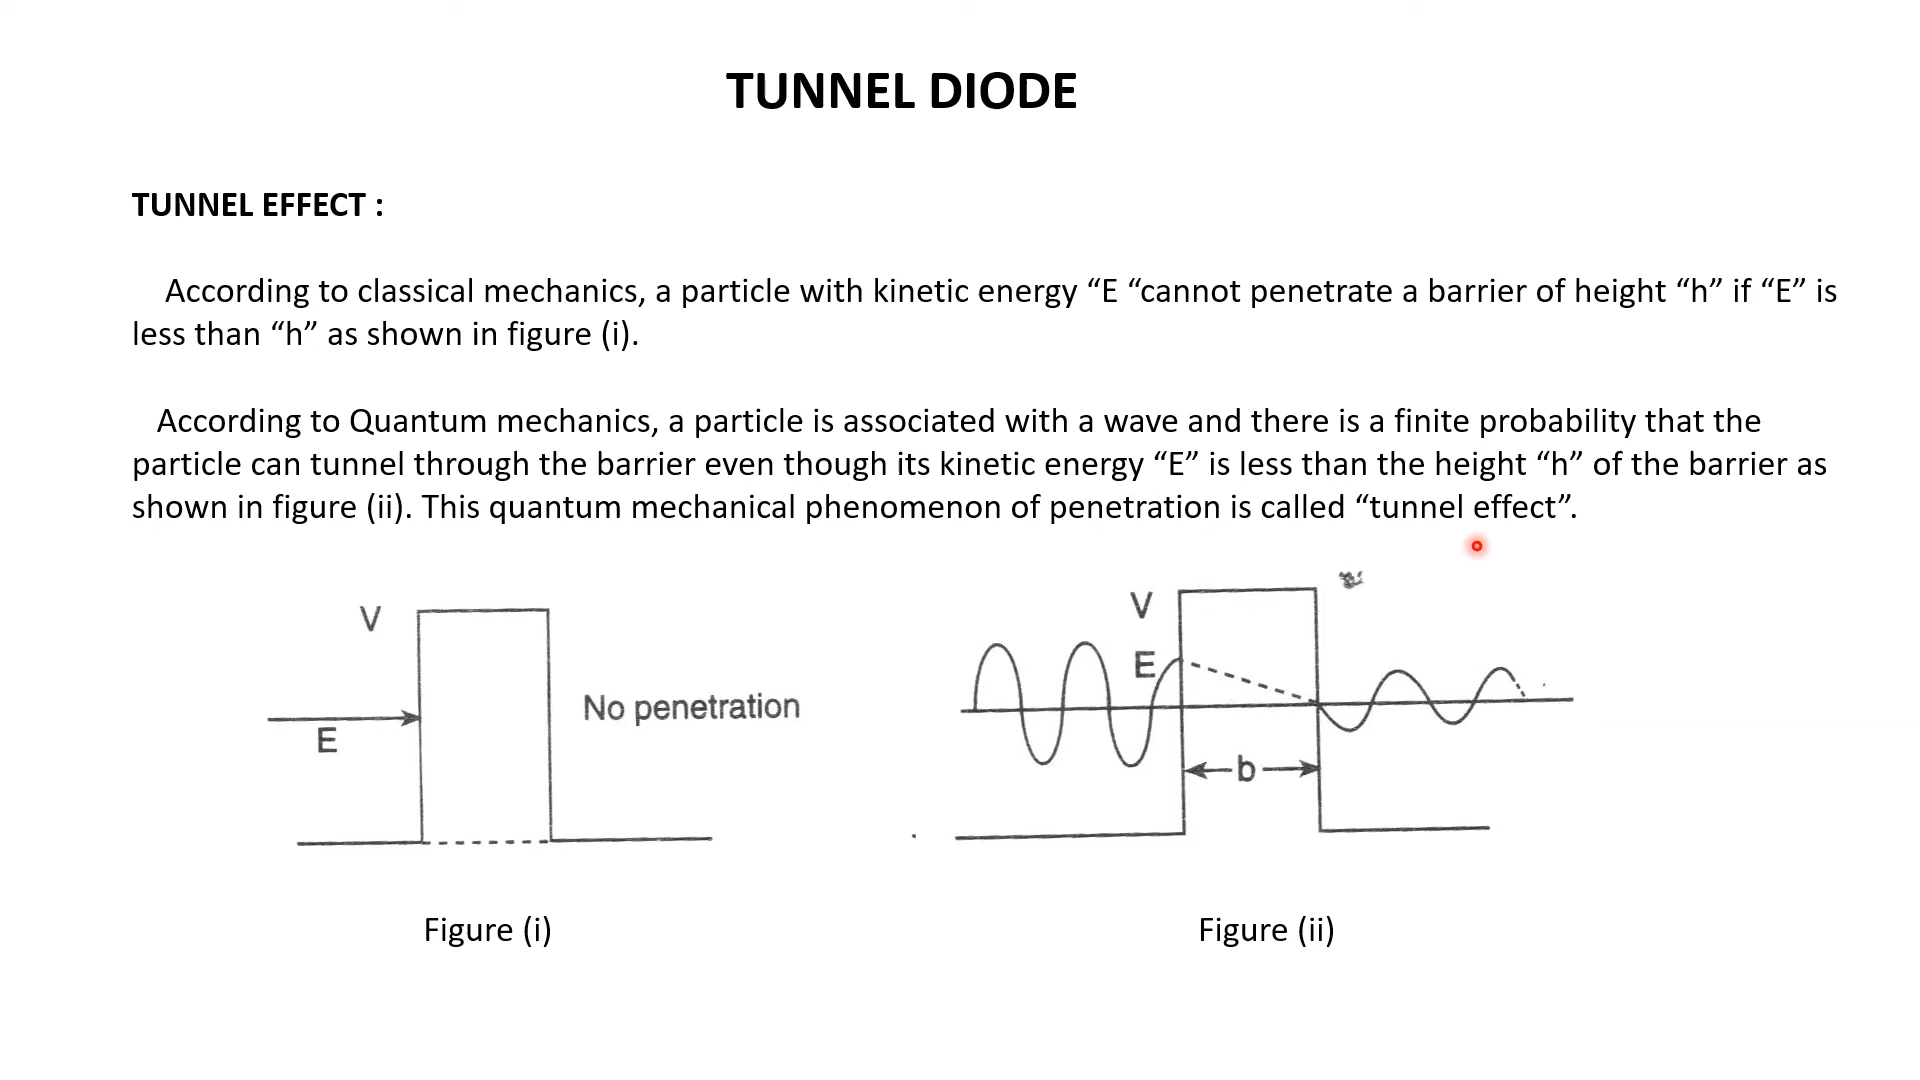 TUNNEL DIODE
TUNNEL EFFECT :
According to classical mechanics, a particle with kinetic energy “E “cannot penetrate a barrier of height “h” if “E” is
less than “h” as shown in figure (i).
According to Quantum mechanics, a particle is associated with a wave and there is a finite probability that the
particle can tunnel through the barrier even though its kinetic energy “E” is less than the height “h” of the barrier as
shown in figure (ii). This quantum mechanical phenomenon of penetration is called “tunnel effect”.
V
E
No penetration
V
E
b
Figure (i)
Figure (ii)